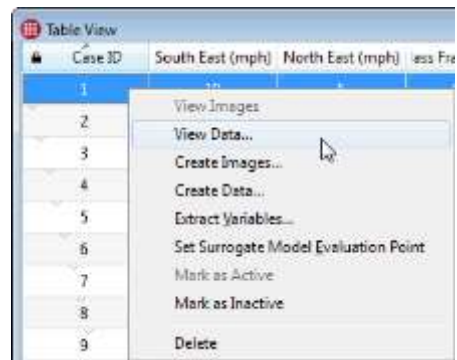 Table View
Case ID South East (mph) North East (mph) ass Fra
1
View Images
2
View Data...
3
Create Images...
4
Create Data...
5
Extract Variables...
6
Set Surrogate Model Evaluation Point
7
Mark as Active
8
Mark as Inactive
9
Delete